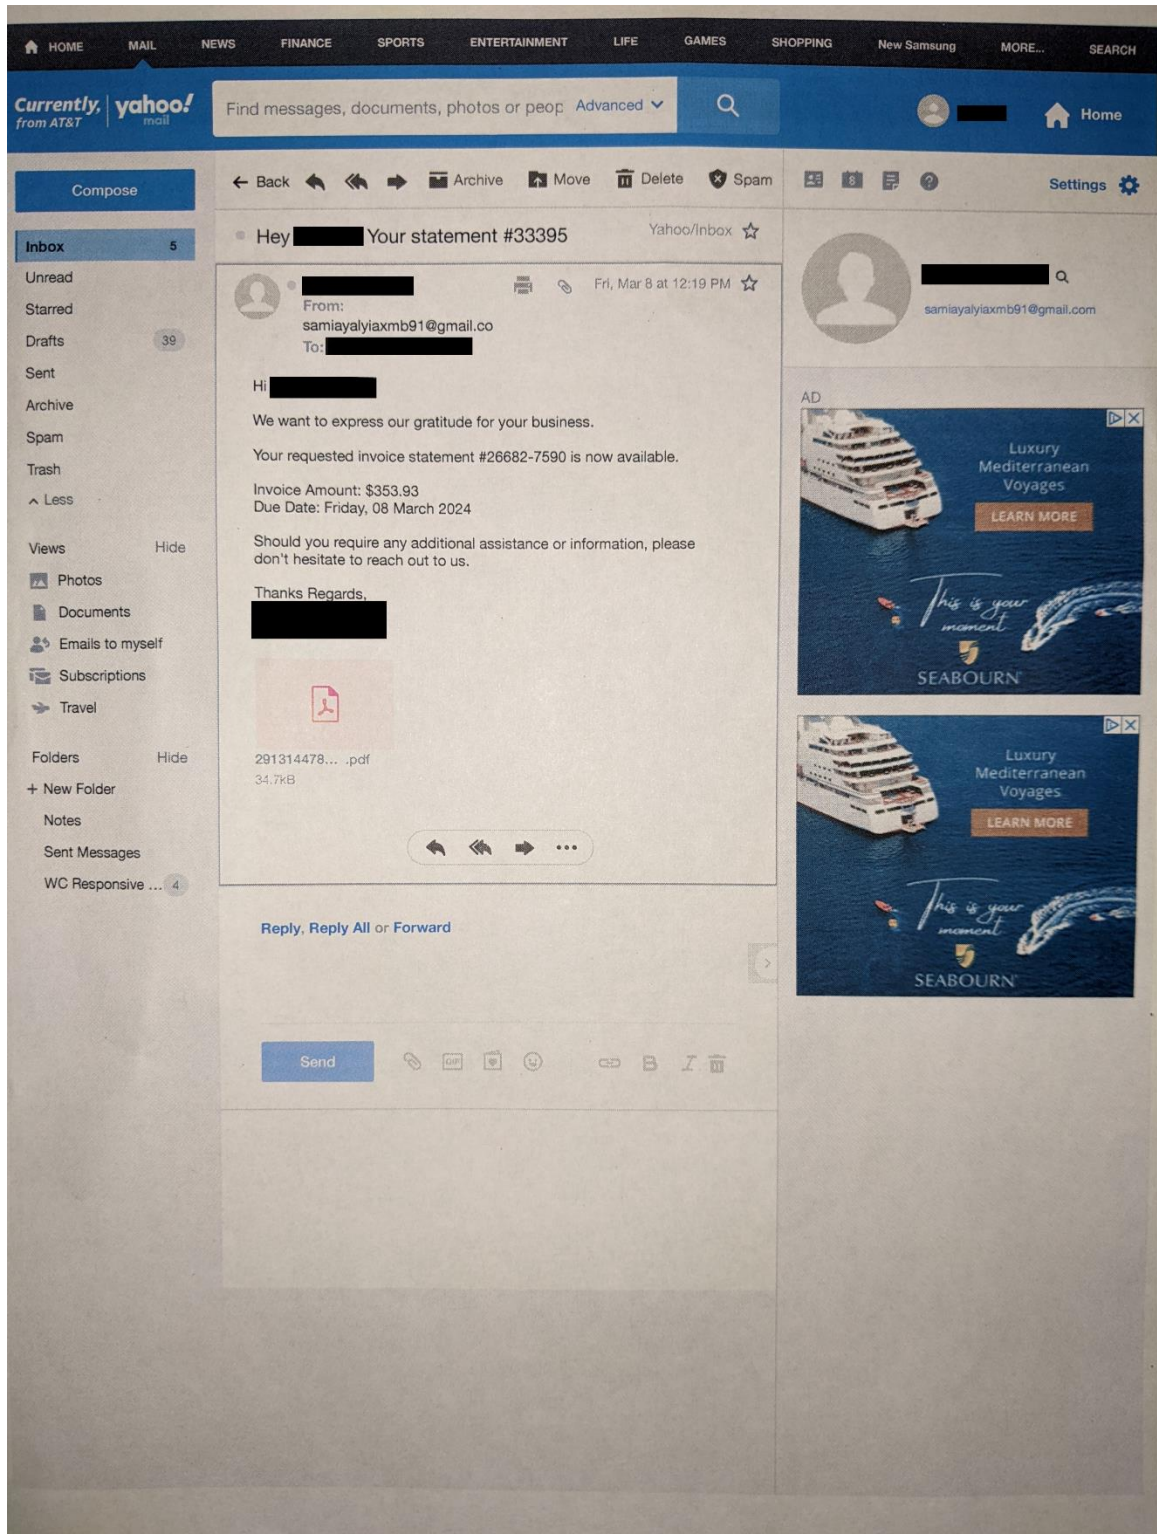 HOME MAIL NEWS FINANCE SPORTS ENTERTAINMENT LIFE GAMES SHOPPING New Samsung MORE... SEARCH
Currently, from AT&T yahoo! mail
Find messages, documents, photos or peop Advanced
Home
Compose
Back Archive Move Delete Spam
Settings
8
Inbox 5
Unread
Starred
Drafts 39
Sent
Archive
Spam
Trash
Less
Views Hide
Photos
Documents
Emails to myself
Subscriptions
Travel
Folders Hide
+ New Folder
Notes
Sent Messages
WC Responsive ... 4
Hey Your statement #33395
Yahoo/Inbox
Fri, Mar 8 at 12:19 PM
From:
samiayalyiaxmb91@gmail.co
To:
Hi
We want to express our gratitude for your business.
Your requested invoice statement #26682-7590 is now available.
Invoice Amount: $353.93
Due Date: Friday, 08 March 2024
Should you require any additional assistance or information, please
don't hesitate to reach out to us.
Thanks Regards,
291314478... .pdf
34.7kB
Reply, Reply All or Forward
Send
GIF
B I
samiayalyiaxmb91@gmail.com
AD
Luxury
Mediterranean
Voyages
LEARN MORE
This is your
moment
SEABOURN
Luxury
Mediterranean
Voyages
LEARN MORE
This is your
moment
SEABOURN